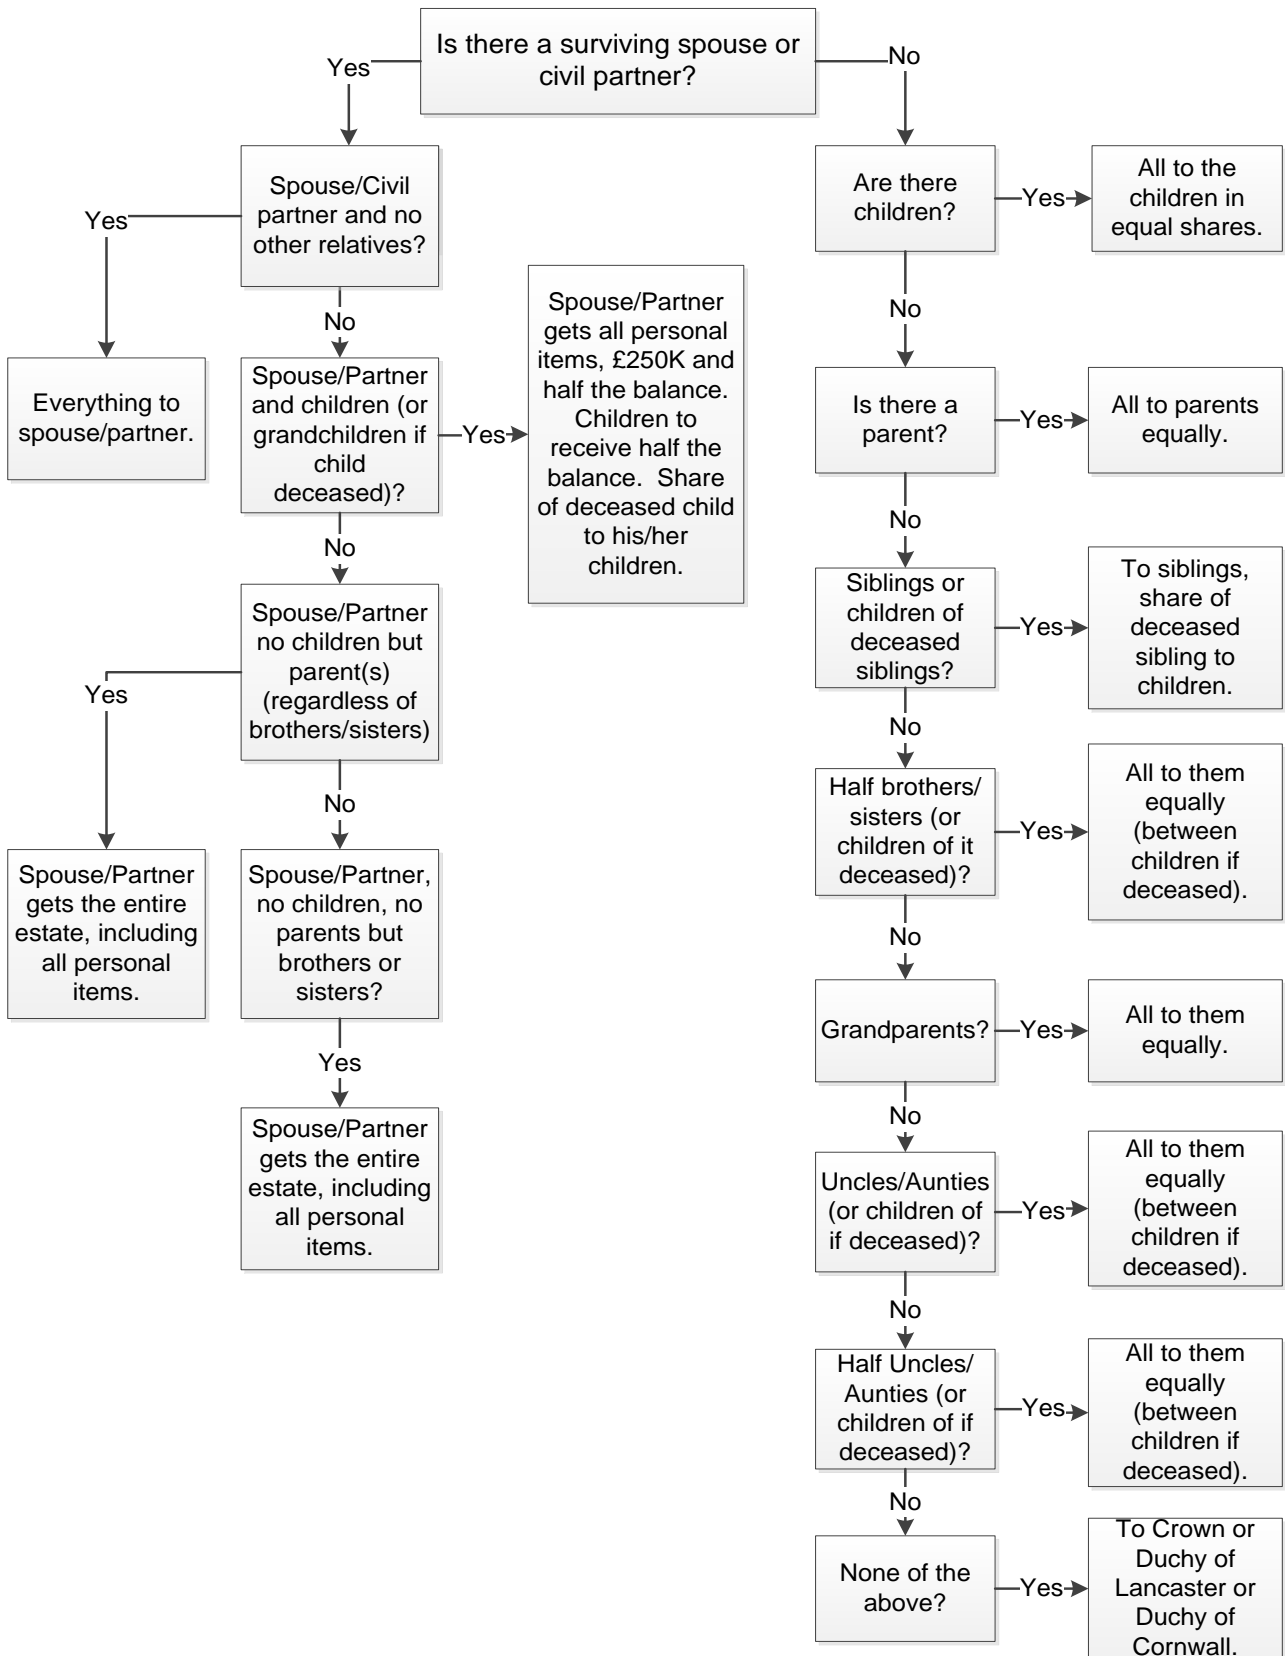 Is there a surviving spouse or
civil partner?
Yes
No
Spouse/Civil
partner and no
other relatives?
Yes
No
Everything to
spouse/partner.
Spouse/Partner
and children (or
grandchildren if
child
deceased)?
Yes
Spouse/Partner
gets all personal
items, £250K and
half the balance.
Children to
receive half the
balance. Share
of deceased child
to his/her
children.
No
Spouse/Partner
no children but
parent(s)
(regardless of
brothers/sisters)
Yes
No
Spouse/Partner
gets the entire
estate, including
all personal
items.
Spouse/Partner,
no children, no
parents but
brothers or
sisters?
Yes
Spouse/Partner
gets the entire
estate, including
all personal
items.
Are there
children?
Yes
All to the
children in
equal shares.
No
Is there a
parent?
Yes
All to parents
equally.
No
Siblings or
children of
deceased
siblings?
Yes
To siblings,
share of
deceased
sibling to
children.
No
Half brothers/
sisters (or
children of it
deceased)?
Yes
All to them
equally
(between
children if
deceased).
No
Grandparents?
Yes
All to them
equally.
No
Uncles/Aunties
(or children of
if deceased)?
Yes
All to them
equally
(between
children if
deceased).
No
Half Uncles/
Aunties (or
children of if
deceased)?
Yes
All to them
equally
(between
children if
deceased).
No
None of the
above?
Yes
To Crown or
Duchy of
Lancaster or
Duchy of
Cornwall.